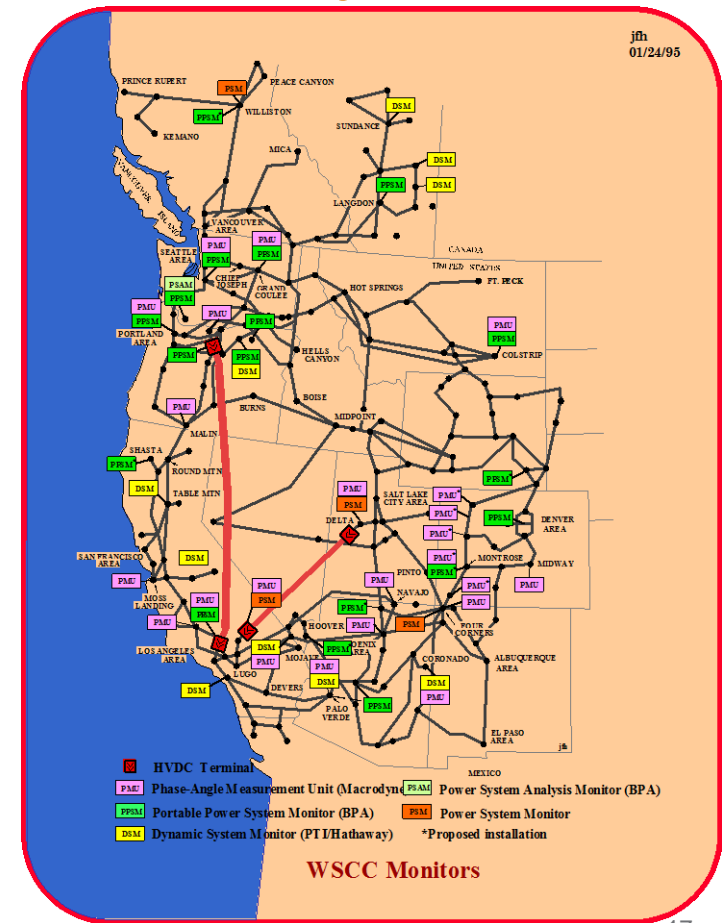 jfh
01/24/95
PRINCE RUPERT
PSM
PEACE CANYON
PPSM*
WILLISTON
DSM
SUNDANCE
KEMANO
MICA
DSM
VANCOUVER
ISLAND
PPSM
DSM
LANGDON
VANCOUVER
AREA
PMU
PMU
CANADA
SEATTLE
AREA
PPSM
PPSM
UNITED STATES
CHIEF
JOSEPH
GRAND
COULEE
HOT SPRINGS
FT. PECK
PSAM
PPSM
PMU
PMU
PPSM
PPSM
PMU
PPSM
PORTLAND
AREA
PPSM
PPSM
DSM
HELLS
CANYON
COLSTRIP
BURNS
BOISE
PMU
MIDPOINT
MALIN
SHASTA
PPSM*
ROUND MTN
PPSM*
DSM
TABLE MTN
PMU
PSM
SALT LAKE
CITY AREA
PMU*
PMU*
DELTA
PPSM
DENVER
AREA
PMU*
SAN FRANCISCO
AREA
DSM
PMU*
PPSM*
MONTROSE
PINTO
MIDWAY
PMU
MOSS
LANDING
PMU
PSM
PMU
NAVAJO
PMU*
PMU
PMU
PMU
PPSM
HOOVER
PMU
PSM
FOUR
CORNERS
PMU
LOS ANGELES
AREA
DSM
PMU
MOJAVE
PPSM
AREA
CORONADO
ALBUQUERQUE
AREA
LUGO
PMU
DSM
DSM
PMU
DSM
DEVERS
PALO
VERDE
PPSM
EL PASO
AREA
jfh
MEXICO
HVDC Terminal
PMU Phase-Angle Measurement Unit (Macrodyne
PSAM Power System Analysis Monitor (BPA)
PPSM Portable Power System Monitor (BPA)
PSM Power System Monitor
DSM Dynamic System Monitor (PTI/Hathaway)
*Proposed installation
WSCC Monitors